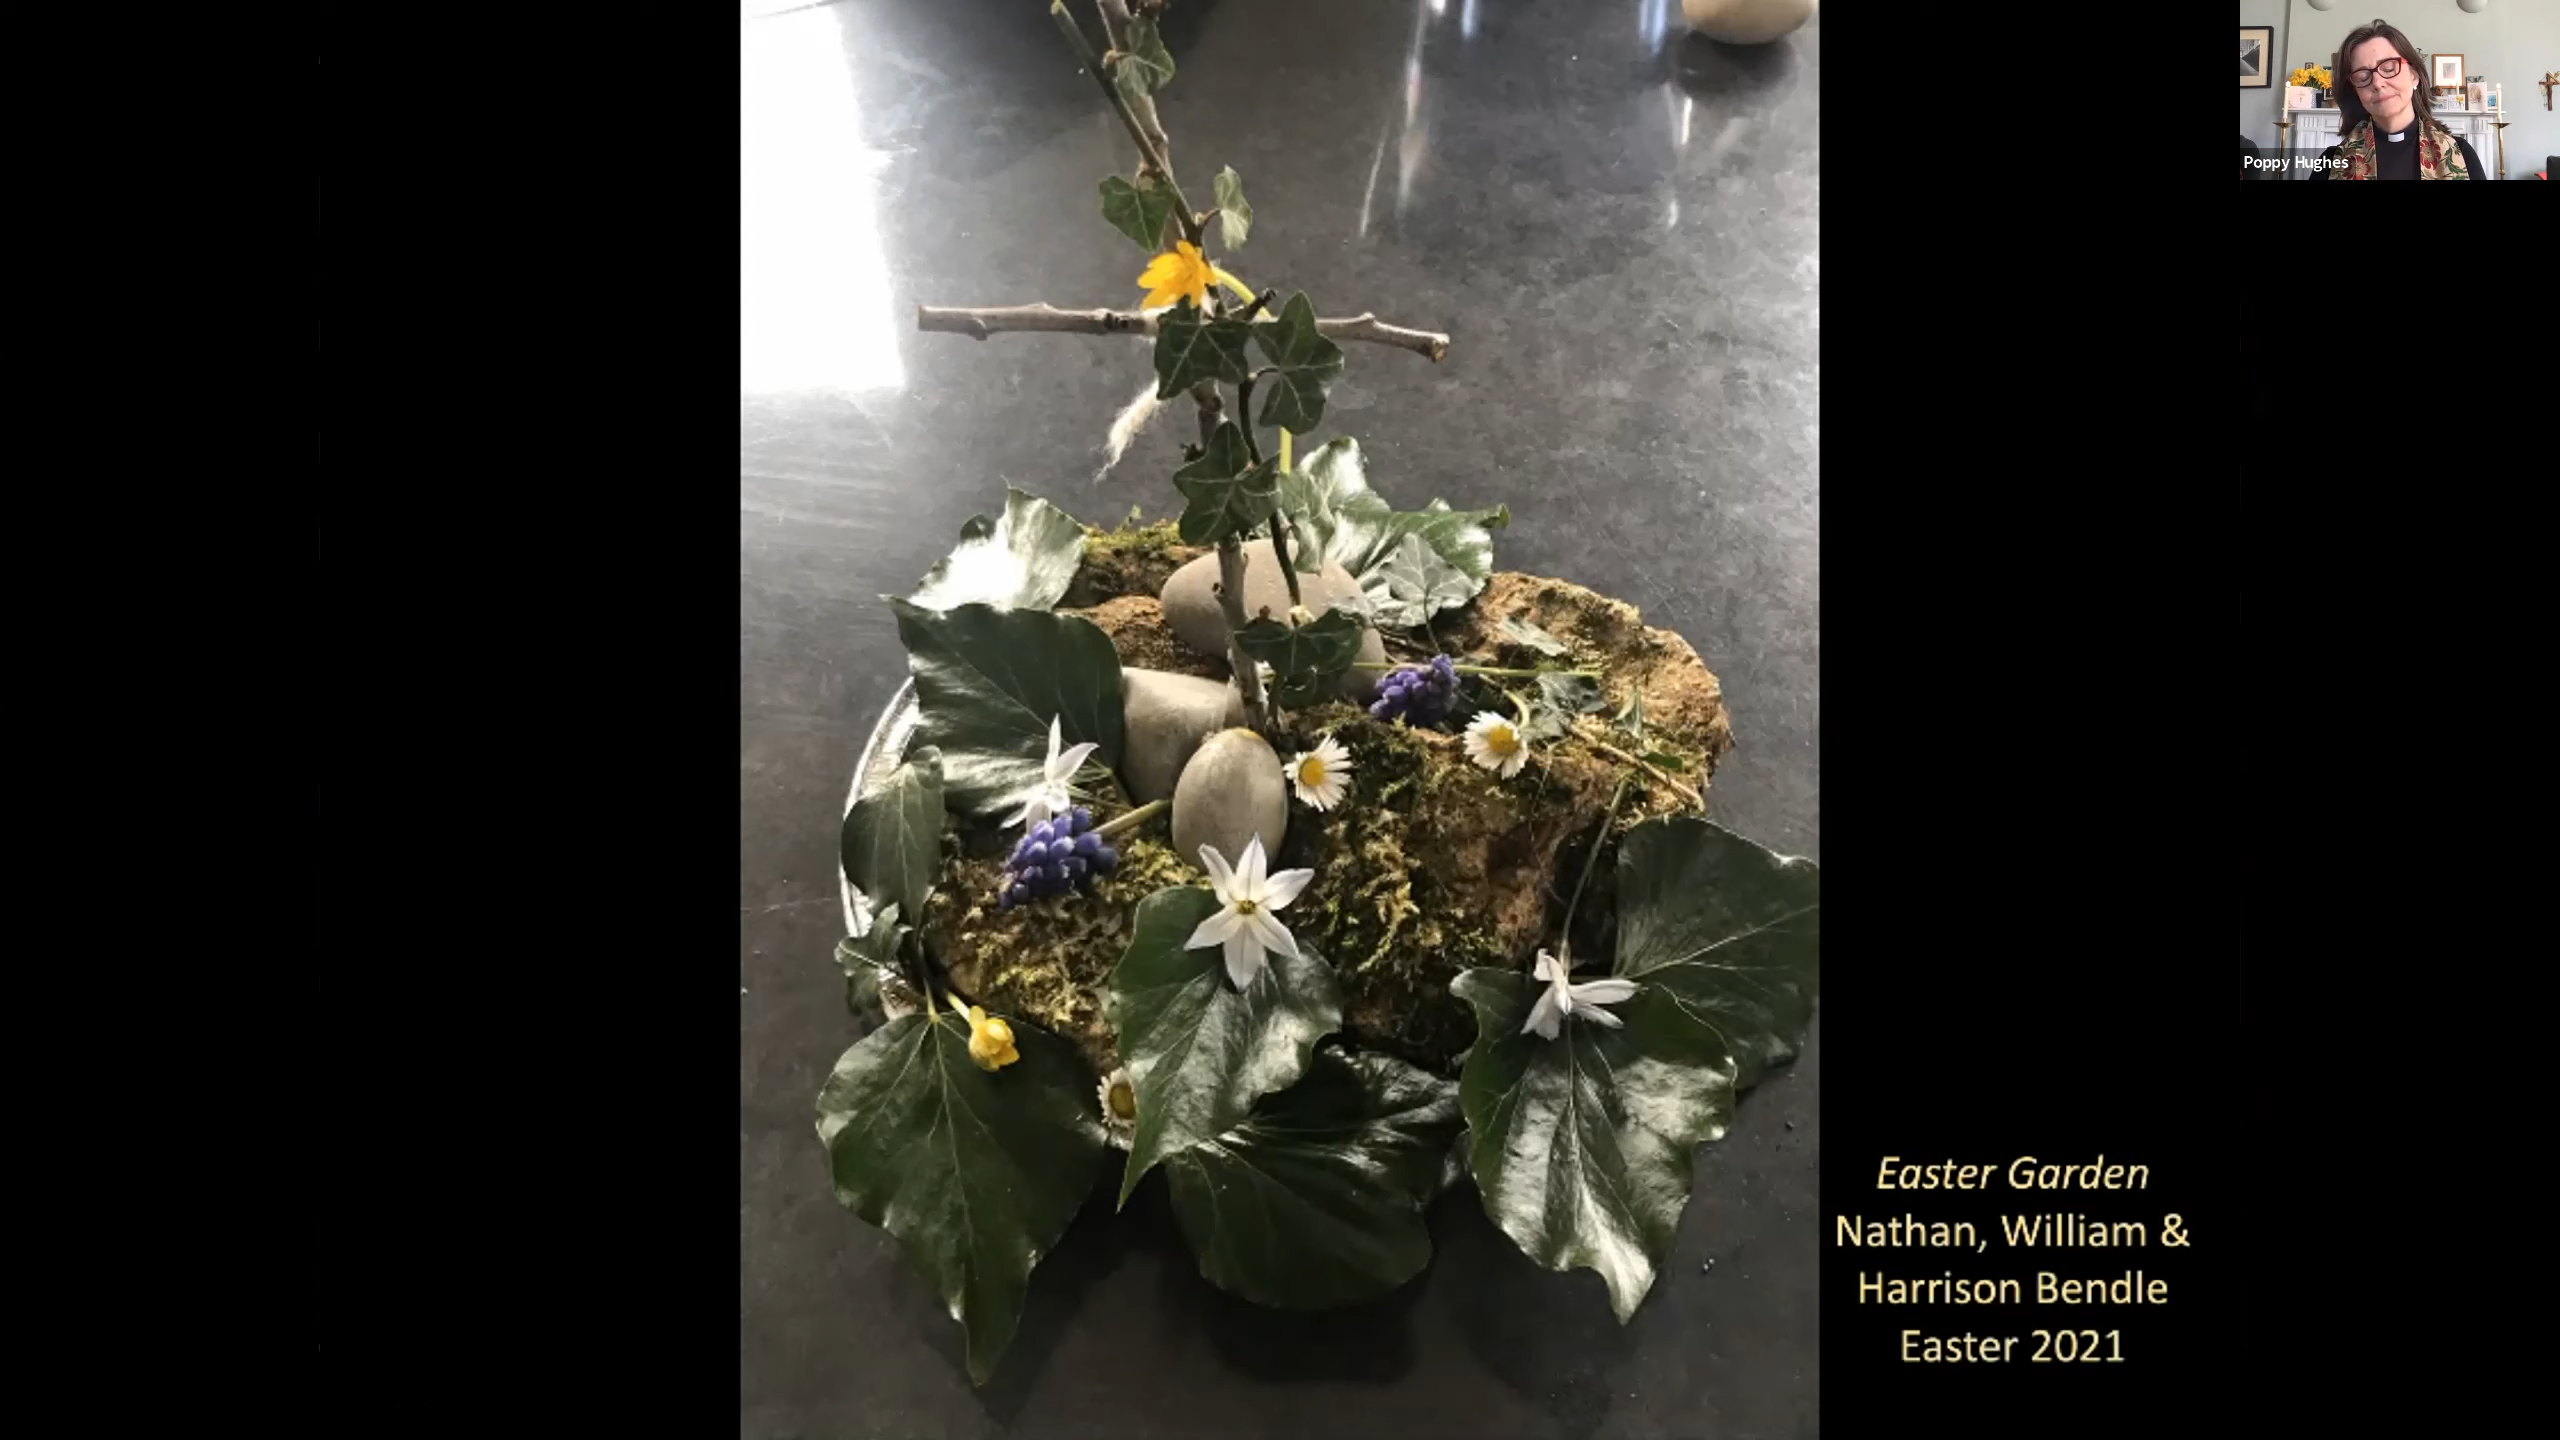 Poppy Hughes
Easter Garden
Nathan, William &
Harrison Bendle
Easter 2021